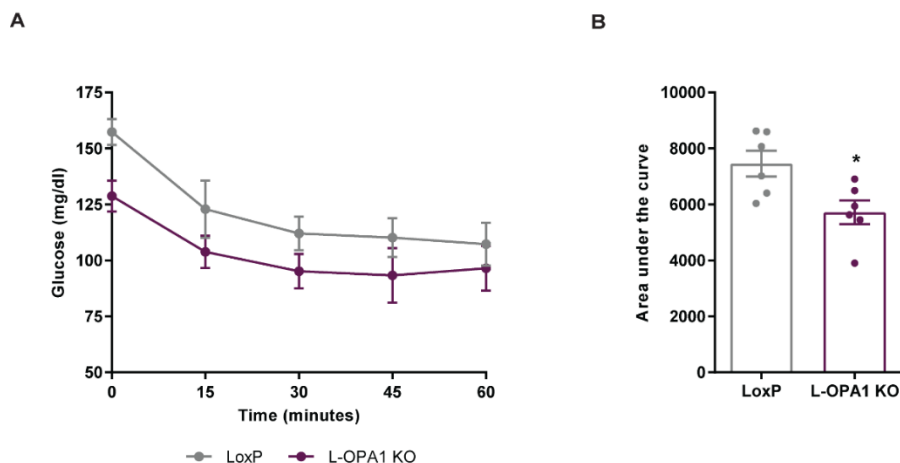 A
B
Glucose (mg/dl)
175
150
125
100
75
50
0
15
30
45
60
Time (minutes)
LoxP
L-OPA1 KO
Area under the curve
10000
8000
6000
4000
2000
0
*
LoxP
L-OPA1 KO